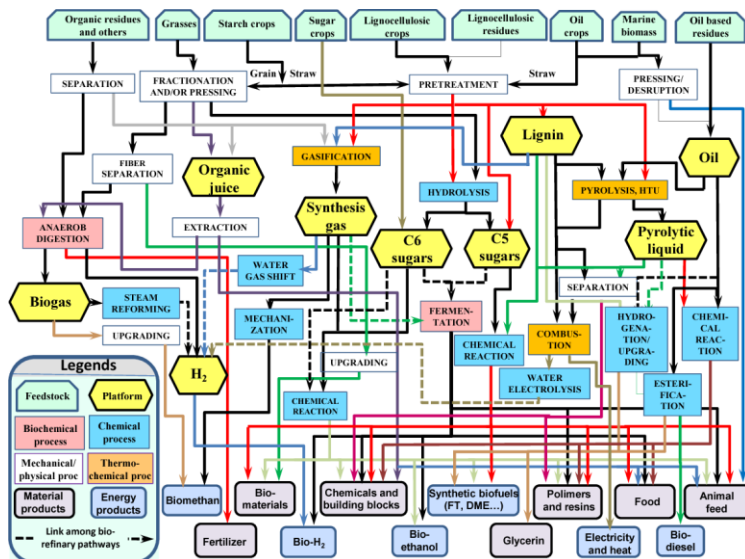 Organic residues
and others
Grasses
Starch crops
Sugar
crops
Lignocellulosic
crops
Lignocellulosic
residues
Oil
crops
Marine
biomass
Oil based
residues
Grain
Straw
Straw
SEPARATION
FRACTIONATION
AND/OR PRESSING
PRETREATMENT
PRESSING/
DESRUPTION
Lignin
Oil
FIBER
SEPARATION
Organic
juice
GASIFICATION
HYDROLYSIS
PYROLYSIS, HTU
ANAEROB
DIGESTION
EXTRACTION
Synthesis
gas
C6
sugars
C5
sugars
Pyrolytic
liquid
WATER
GAS SHIFT
SEPARATION
Biogas
STEAM
REFORMING
MECHANI-
ZATION
FERMEN-
TATION
HYDRO-
GENATION/
UPGRA-
DING
CHEMI-
CAL REAC-
TION
UPGRADING
H2
UPGRADING
CHEMICAL
REACTION
COMBUS-
TION
WATER
ELECTROLYSIS
CHEMICAL
REACTION
ESTERI-
FICA-
TION
Legends
Feedstock
Platform
Biochemical
process
Chemical
process
Mechanical/
physical proc
Thermo-
chemical proc
Material
products
Energy
products
Link among bio-
refinary pathways
Biomethan
Fertilizer
Bio-
materials
Bio-H2
Chemicals and
building blocks
Bio-
ethanol
Synthetic biofuels
(FT, DME...)
Glycerin
Polimers
and resins
Electricity
and heat
Food
Bio-
diesel
Animal
feed